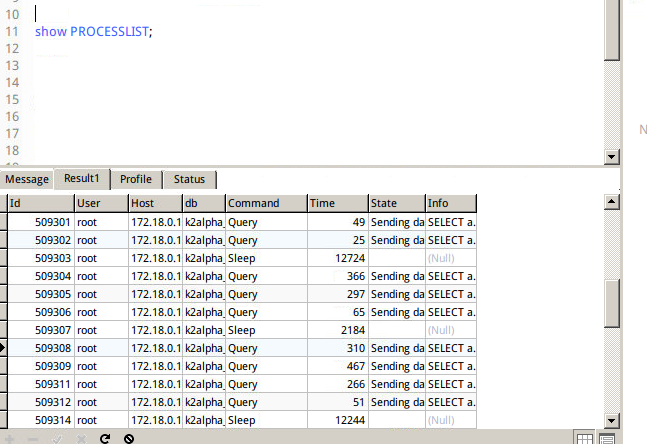 10
11 show PROCESSLIST;
12
13
14
15
16
17
18
Message Result1 Profile Status
Id User Host db Command Time State Info
509301 root 172.18.0.1 k2alpha_ Query 49 Sending da SELECT a.
509302 root 172.18.0.1 k2alpha_ Query 25 Sending da SELECT a.
509303 root 172.18.0.1 k2alpha_ Sleep 12724 (Null)
509304 root 172.18.0.1 k2alpha_ Query 366 Sending da SELECT a.
509305 root 172.18.0.1 k2alpha_ Query 297 Sending da SELECT a.
509306 root 172.18.0.1 k2alpha_ Query 65 Sending da SELECT a.
509307 root 172.18.0.1 k2alpha_ Sleep 2184 (Null)
509308 root 172.18.0.1 k2alpha_ Query 310 Sending da SELECT a.
509309 root 172.18.0.1 k2alpha_ Query 467 Sending da SELECT a.
509311 root 172.18.0.1 k2alpha_ Query 266 Sending da SELECT a.
509312 root 172.18.0.1 k2alpha_ Query 51 Sending da SELECT a.
509314 root 172.18.0.1 k2alpha_ Sleep 12244 (Null)